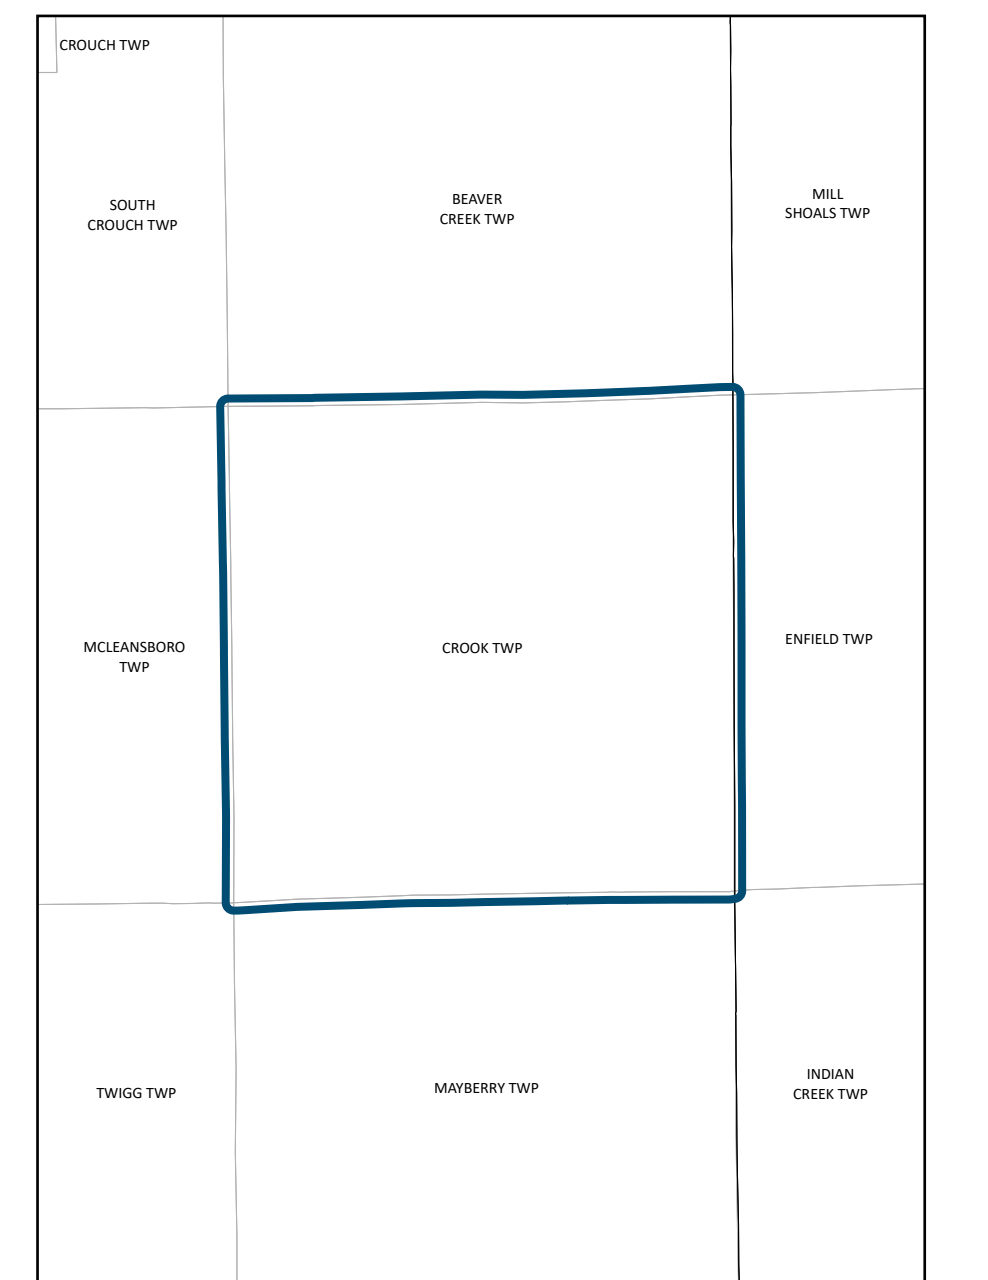 CROUCH TWP
SOUTH
CROUCH TWP
BEAVER
CREEK TWP
MILL
SHOALS TWP
MCLEANSBORO
TWP
CROOK TWP
ENFIELD TWP
TWIGG TWP
MAYBERRY TWP
INDIAN
CREEK TWP